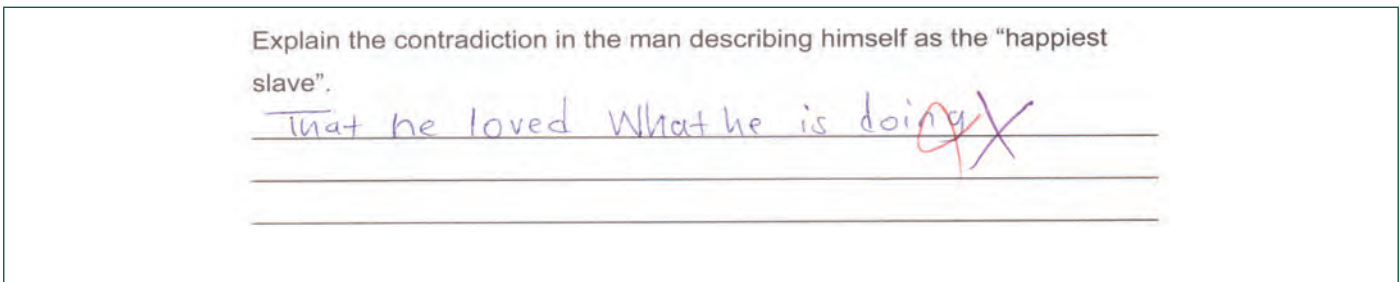 Explain the contradiction in the man describing himself as the “happiest
slave”.
That he loved What he is doing